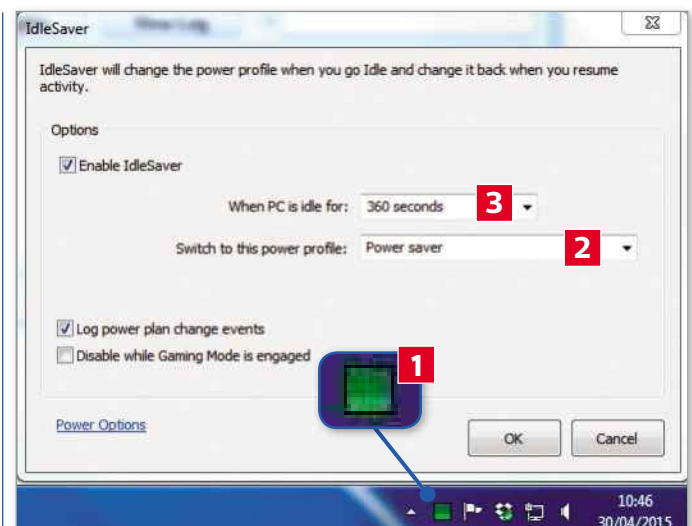 IdleSaver
IdleSaver will change the power profile when you go Idle and change it back when you resume
activity.
Options
Enable IdleSaver
When PC is idle for: 360 seconds 3
Switch to this power profile: Power saver 2
Log power plan change events
Disable while Gaming Mode is engaged
1
Power Options
OK Cancel
10:46
30/04/2015